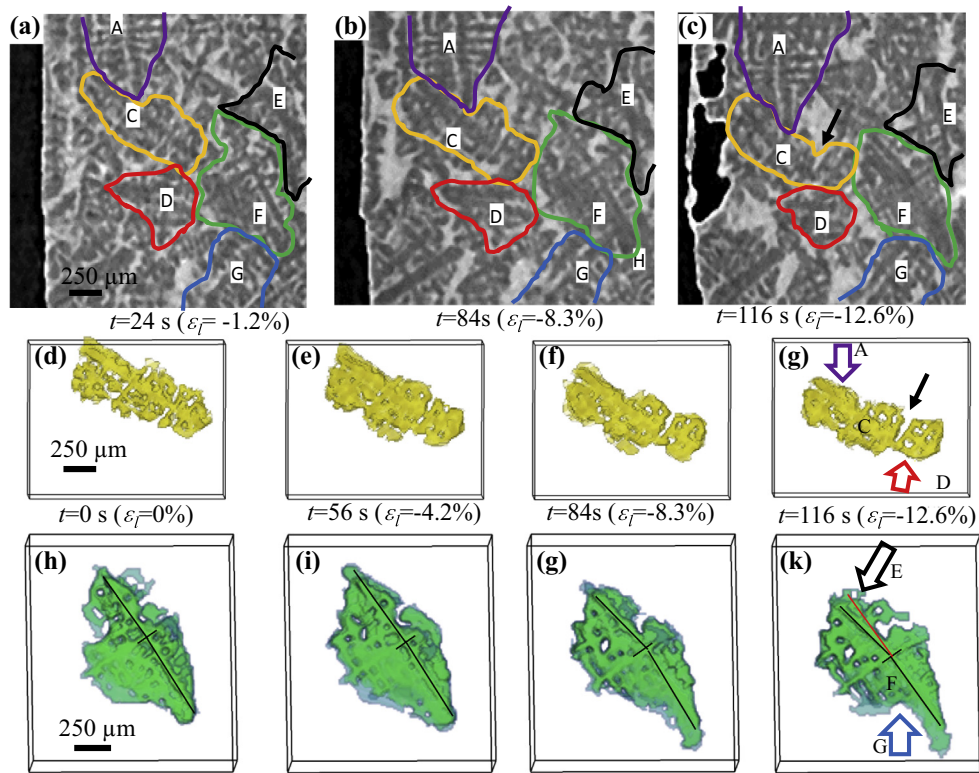 (a) (b) (c)
A A A
E E E
C C C
D D D
F F F
G G H G
250 µm
t=24 s (εl=-1.2%) t=84s (εl=-8.3%) t=116 s (εl=-12.6%)
(d) (e) (f) (g) A
C
250 µm D
t=0 s (εl=0%) t=56 s (εl=-4.2%) t=84s (εl=-8.3%) t=116 s (εl=-12.6%)
(h) (i) (g) (k) E
F
250 µm G